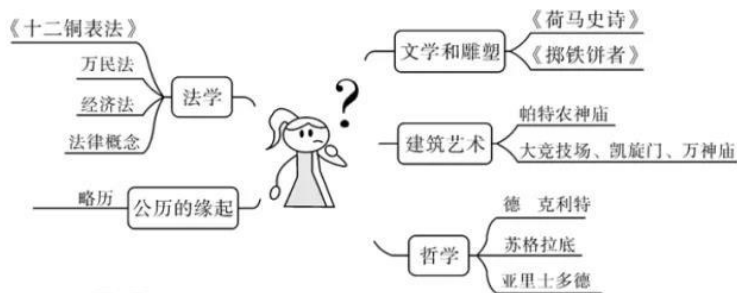 《十二铜表法》
万民法
经济法
法律概念
法学
略历
公历的缘起
?
文学和雕塑
《荷马史诗》
《掷铁饼者》
建筑艺术
帕特农神庙
大竞技场、凯旋门、万神庙
哲学
德 克利特
苏格拉底
亚里士多德